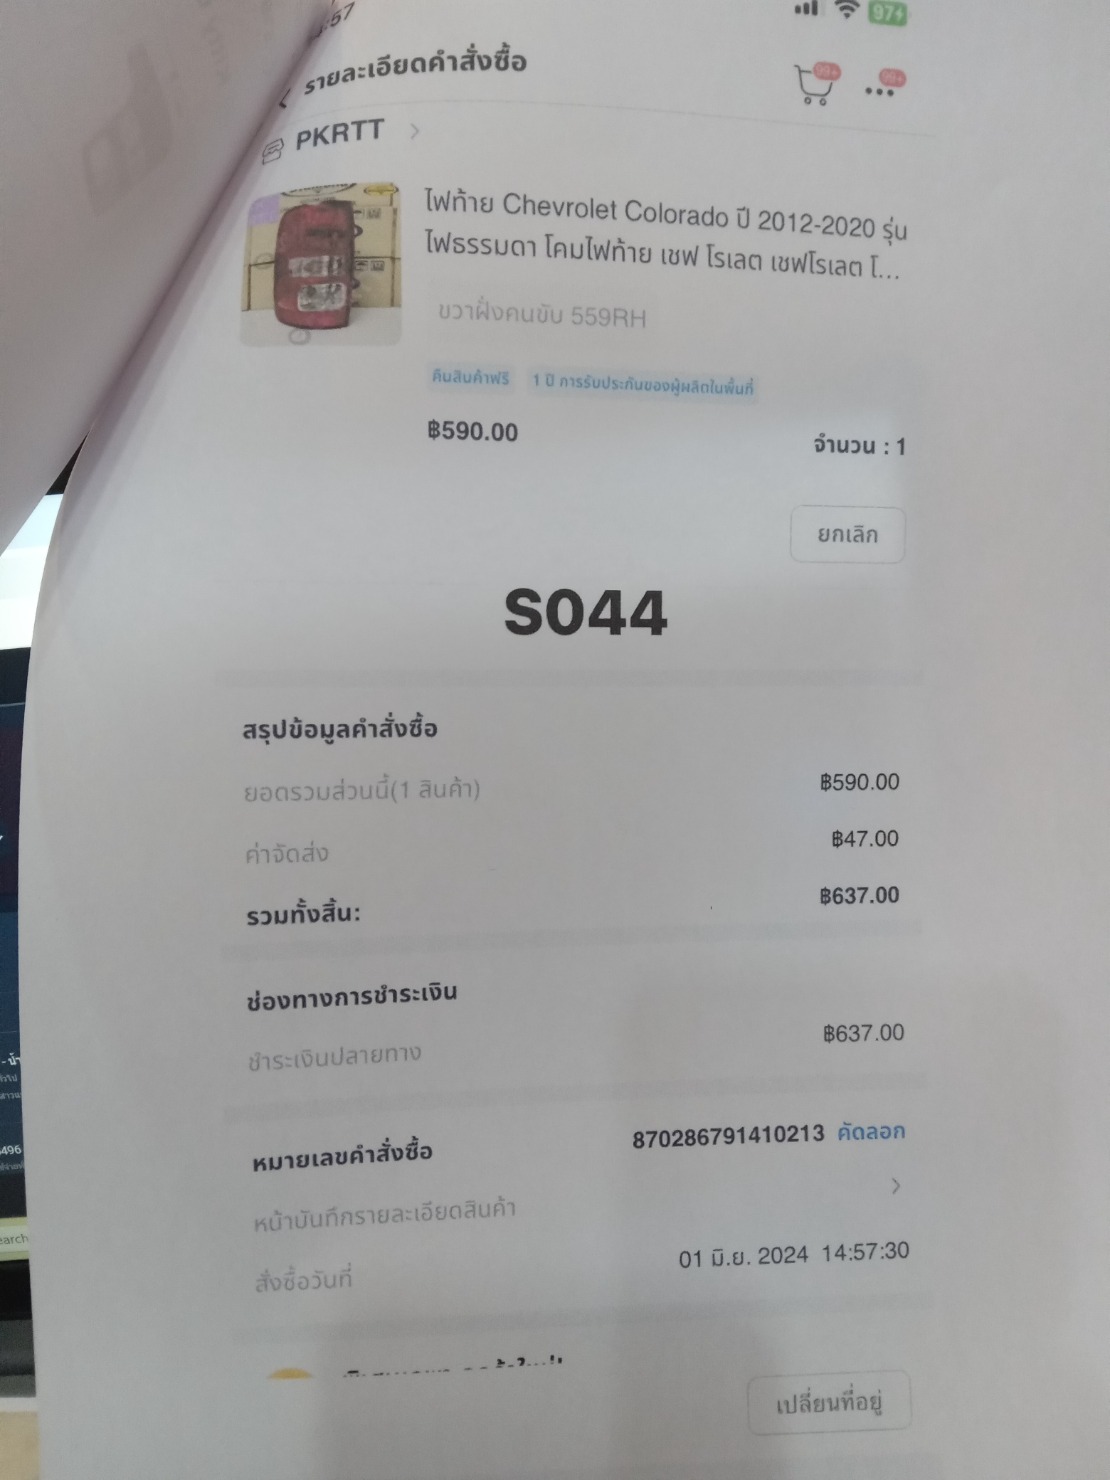 :57
97
รายละเอียดคำสั่งซื้อ
99+
99+
PKRTT
ไฟท้าย Chevrolet Colorado ปี 2012-2020 รุ่น
ไฟธรรมดา โคมไฟท้าย เชฟ โรเลต เชฟโรเลต โ...
ขวาฝั่งคนขับ 559RH
คืนสินค้าฟรี 1 ปี การรับประกันของผู้ผลิตในพื้นที่
฿590.00 จำนวน : 1
ยกเลิก
S044
สรุปข้อมูลคำสั่งซื้อ
ยอดรวมส่วนนี้(1 สินค้า) ฿590.00
ค่าจัดส่ง ฿47.00
รวมทั้งสิ้น: ฿637.00
ช่องทางการชำระเงิน
ชำระเงินปลายทาง ฿637.00
หมายเลขคำสั่งซื้อ 870286791410213 คัดลอก
หน้าบันทึกรายละเอียดสินค้า
สั่งซื้อวันที่ 01 มิ.ย. 2024 14:57:30
เปลี่ยนที่อยู่